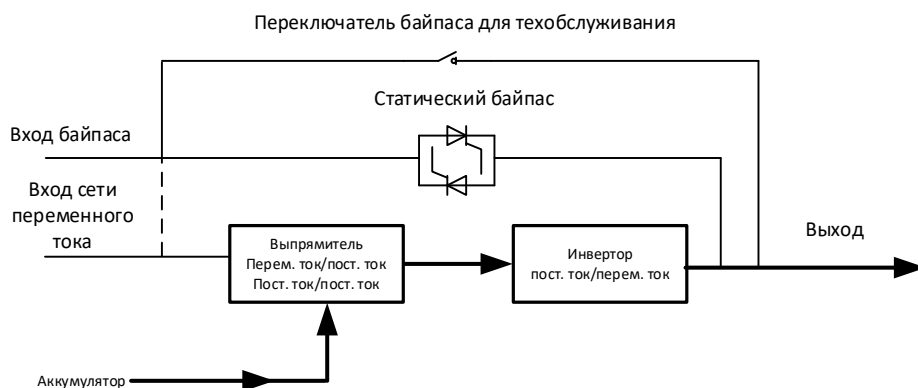 Переключатель байпаса для техобслуживания
Статический байпас
Вход байпаса
Вход сети
переменного
тока
Выпрямитель
Перем. ток/пост. ток
Пост. ток/пост. ток
Инвертор
пост. ток/перем. ток
Выход
Аккумулятор